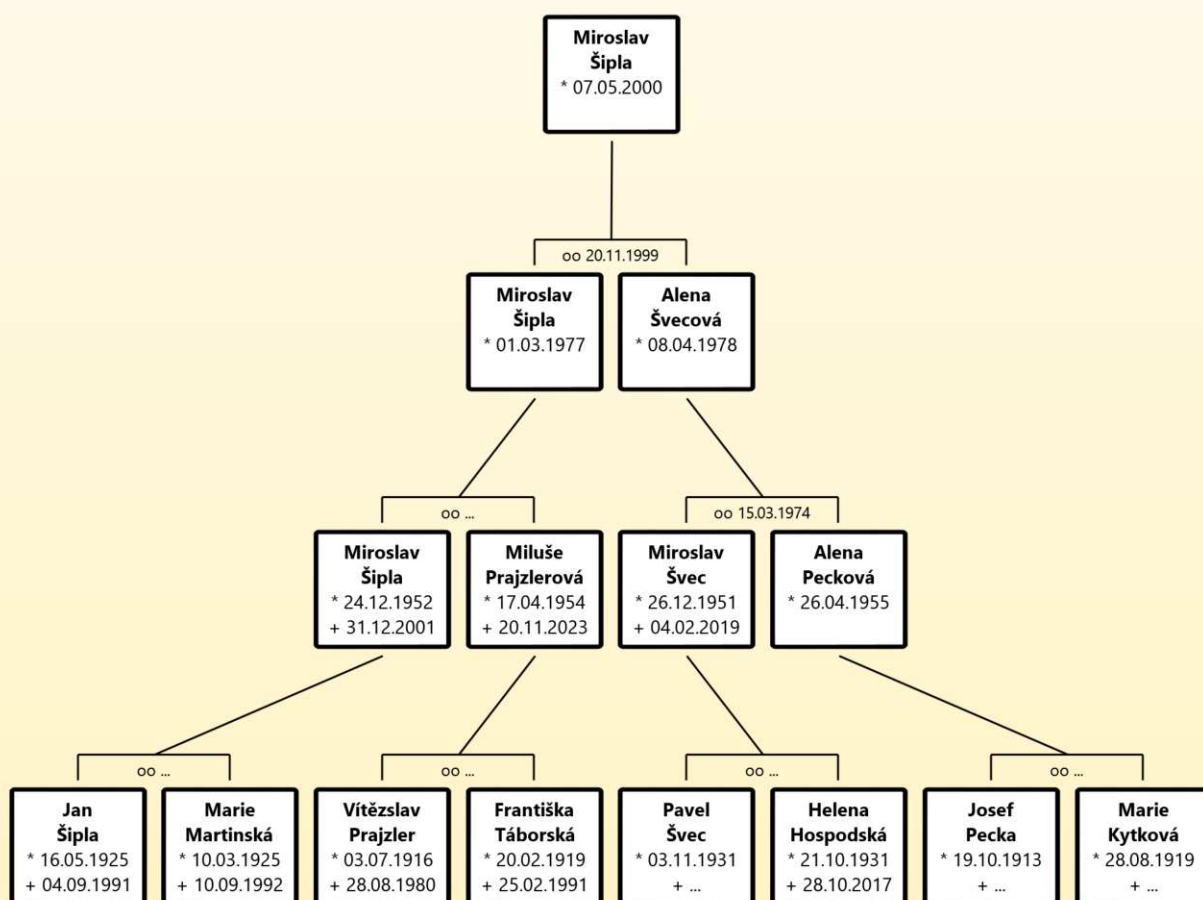 Miroslav
Šipla
* 07.05.2000
oo 20.11.1999
Miroslav
Šipla
* 01.03.1977
Alena
Švecová
* 08.04.1978
oo ...
oo 15.03.1974
Miroslav
Šipla
* 24.12.1952
+ 31.12.2001
Miluše
Prajzlerová
* 17.04.1954
+ 20.11.2023
Miroslav
Švec
* 26.12.1951
+ 04.02.2019
Alena
Pecková
* 26.04.1955
oo ...
oo ...
oo ...
oo ...
Jan
Šipla
* 16.05.1925
+ 04.09.1991
Marie
Martinská
* 10.03.1925
+ 10.09.1992
Vítězslav
Prajzler
* 03.07.1916
+ 28.08.1980
Františka
Táborská
* 20.02.1919
+ 25.02.1991
Pavel
Švec
* 03.11.1931
+ ...
Helena
Hospodská
* 21.10.1931
+ 28.10.2017
Josef
Pecka
* 19.10.1913
+ ...
Marie
Kytková
* 28.08.1919
+ ...